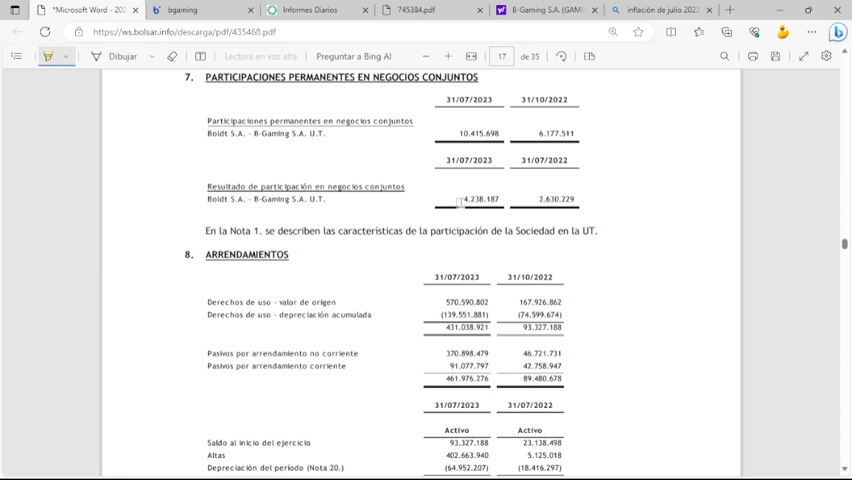 *Microsoft Word - 202
bgaming
Informes Diarios
745384.pdf
B-Gaming S.A. (GAMI
inflación de julio 2023
https://ws.bolsar.info/descarga/pdf/435468.pdf
Dibujar
Lectura en voz alta
Preguntar a Bing AI
17 de 35
7. PARTICIPACIONES PERMANENTES EN NEGOCIOS CONJUNTOS
31/07/2023 31/10/2022
Participaciones permanentes en negocios conjuntos
Boldt S.A. - B-Gaming S.A. U.T. 10.415.698 6.177.511
31/07/2023 31/07/2022
Resultado de participación en negocios conjuntos
Boldt S.A. - B-Gaming S.A. U.T. 4.238.187 2.630.229
En la Nota 1. se describen las características de la participación de la Sociedad en la UT.
8. ARRENDAMIENTOS
31/07/2023 31/10/2022
Derechos de uso - valor de origen 570.590.802 167.926.862
Derechos de uso - depreciación acumulada (139.551.881) (74.599.674)
431.038.921 93.327.188
Pasivos por arrendamiento no corriente 370.898.479 46.721.731
Pasivos por arrendamiento corriente 91.077.797 42.758.947
461.976.276 89.480.678
31/07/2023 31/07/2022
Activo Activo
Saldo al inicio del ejercicio 93.327.188 23.138.498
Altas 402.663.940 5.125.018
Depreciación del período (Nota 20.) (64.952.207) (18.416.297)